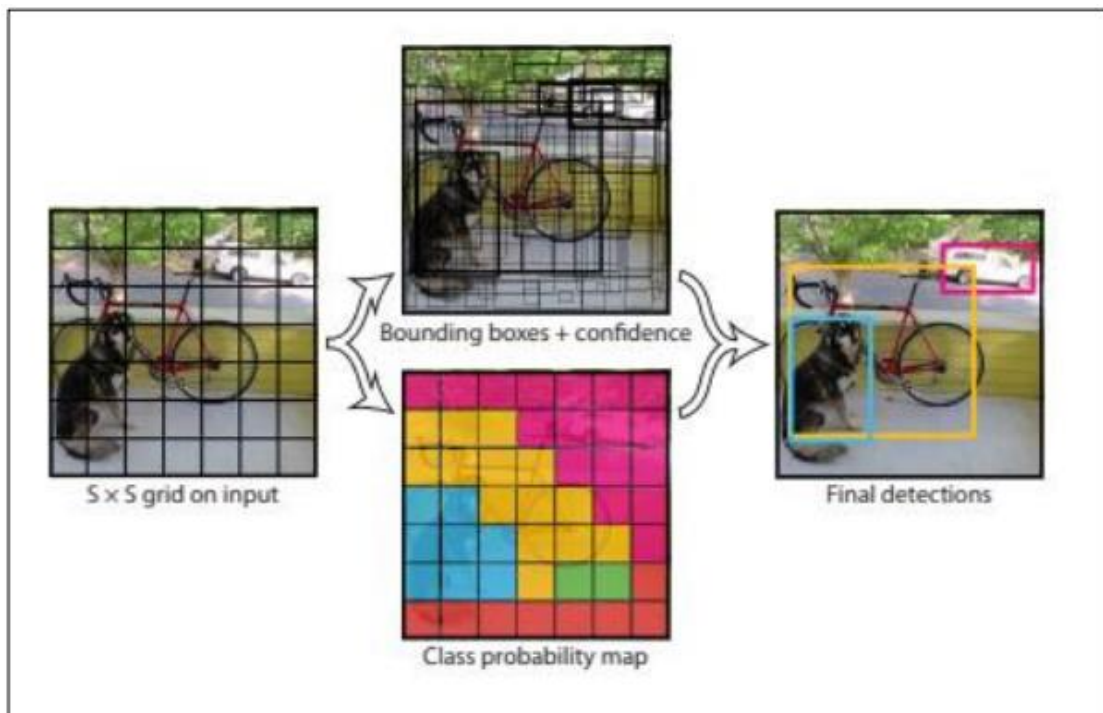 Bounding boxes + confidence
S × S grid on input
Final detections
Class probability map